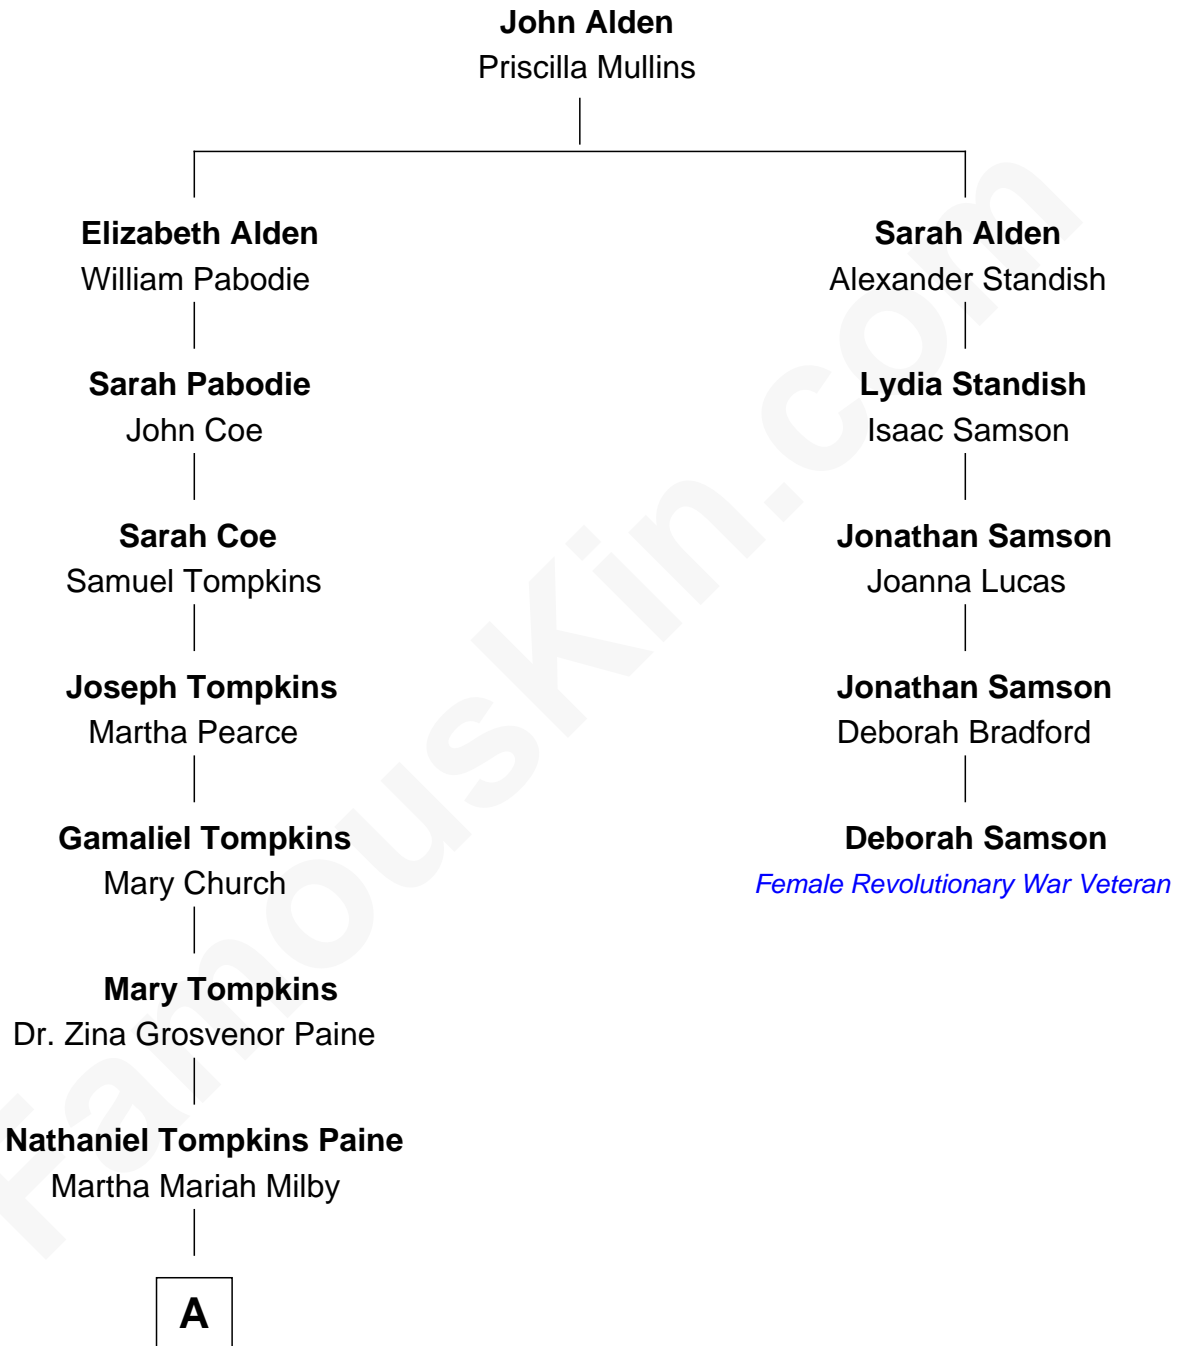 John Alden
Priscilla Mullins
Elizabeth Alden
William Pabodie
Sarah Alden
Alexander Standish
Sarah Pabodie
John Coe
Lydia Standish
Isaac Samson
Sarah Coe
Samuel Tompkins
Jonathan Samson
Joanna Lucas
Joseph Tompkins
Martha Pearce
Jonathan Samson
Deborah Bradford
Gamaliel Tompkins
Mary Church
Deborah Samson
Female Revolutionary War Veteran
Mary Tompkins
Dr. Zina Grosvenor Paine
Nathaniel Tompkins Paine
Martha Mariah Milby
A
FamousKin.com